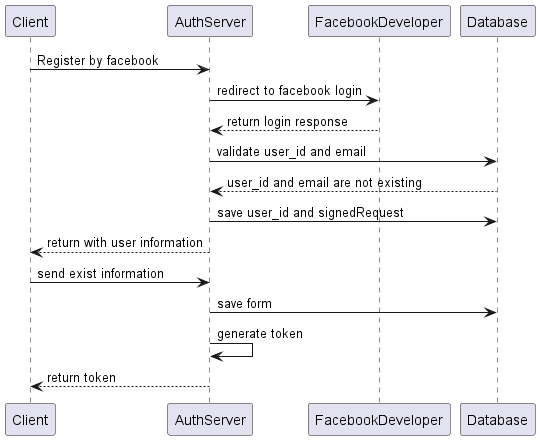 Client AuthServer FacebookDeveloper Database
Register by facebook
redirect to facebook login
return login response
validate user_id and email
user_id and email are not existing
save user_id and signedRequest
return with user information
send exist information
save form
generate token
return token
Client AuthServer FacebookDeveloper Database